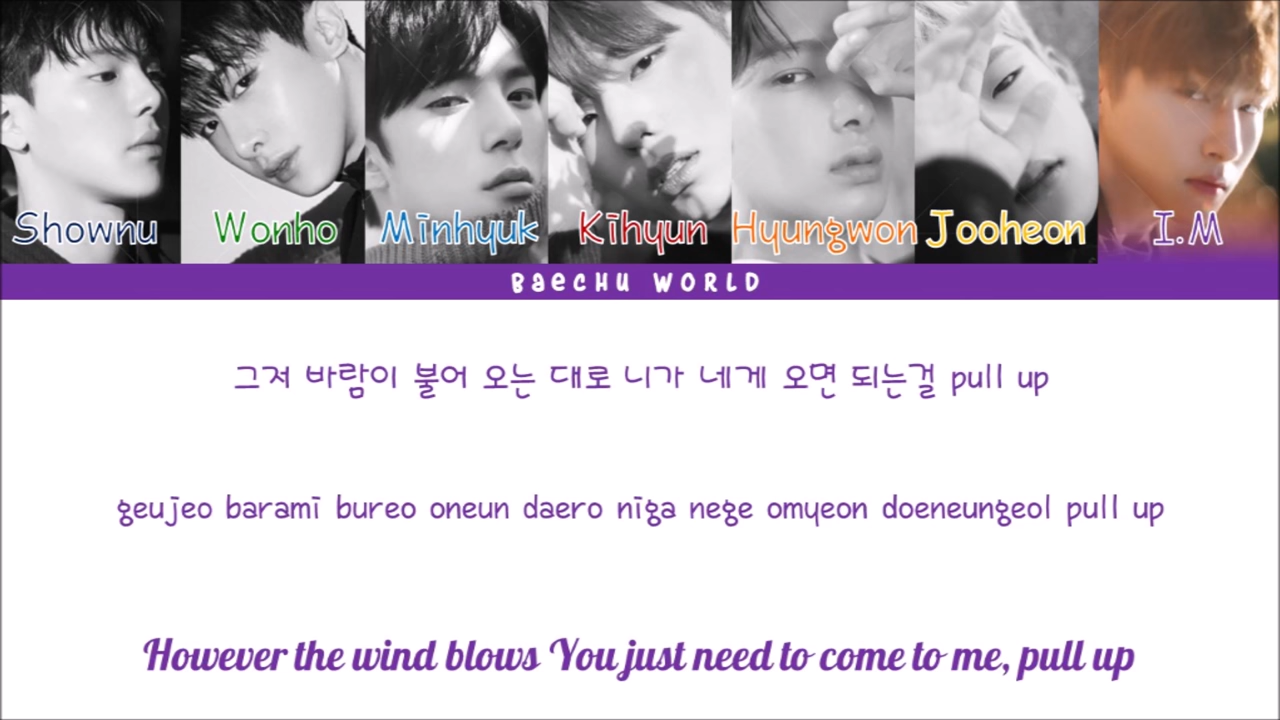 Shownu Wonho Minhyuk Kihyun Hyungwon Jooheon I.M
BaecHU WORLD
그저 바람이 불어 오는 대로 니가 네게 오면 되는걸 pull up
geujeo barami bureo oneun daero niga nege omyeon doeneungeol pull up
However the wind blows You just need to come to me, pull up